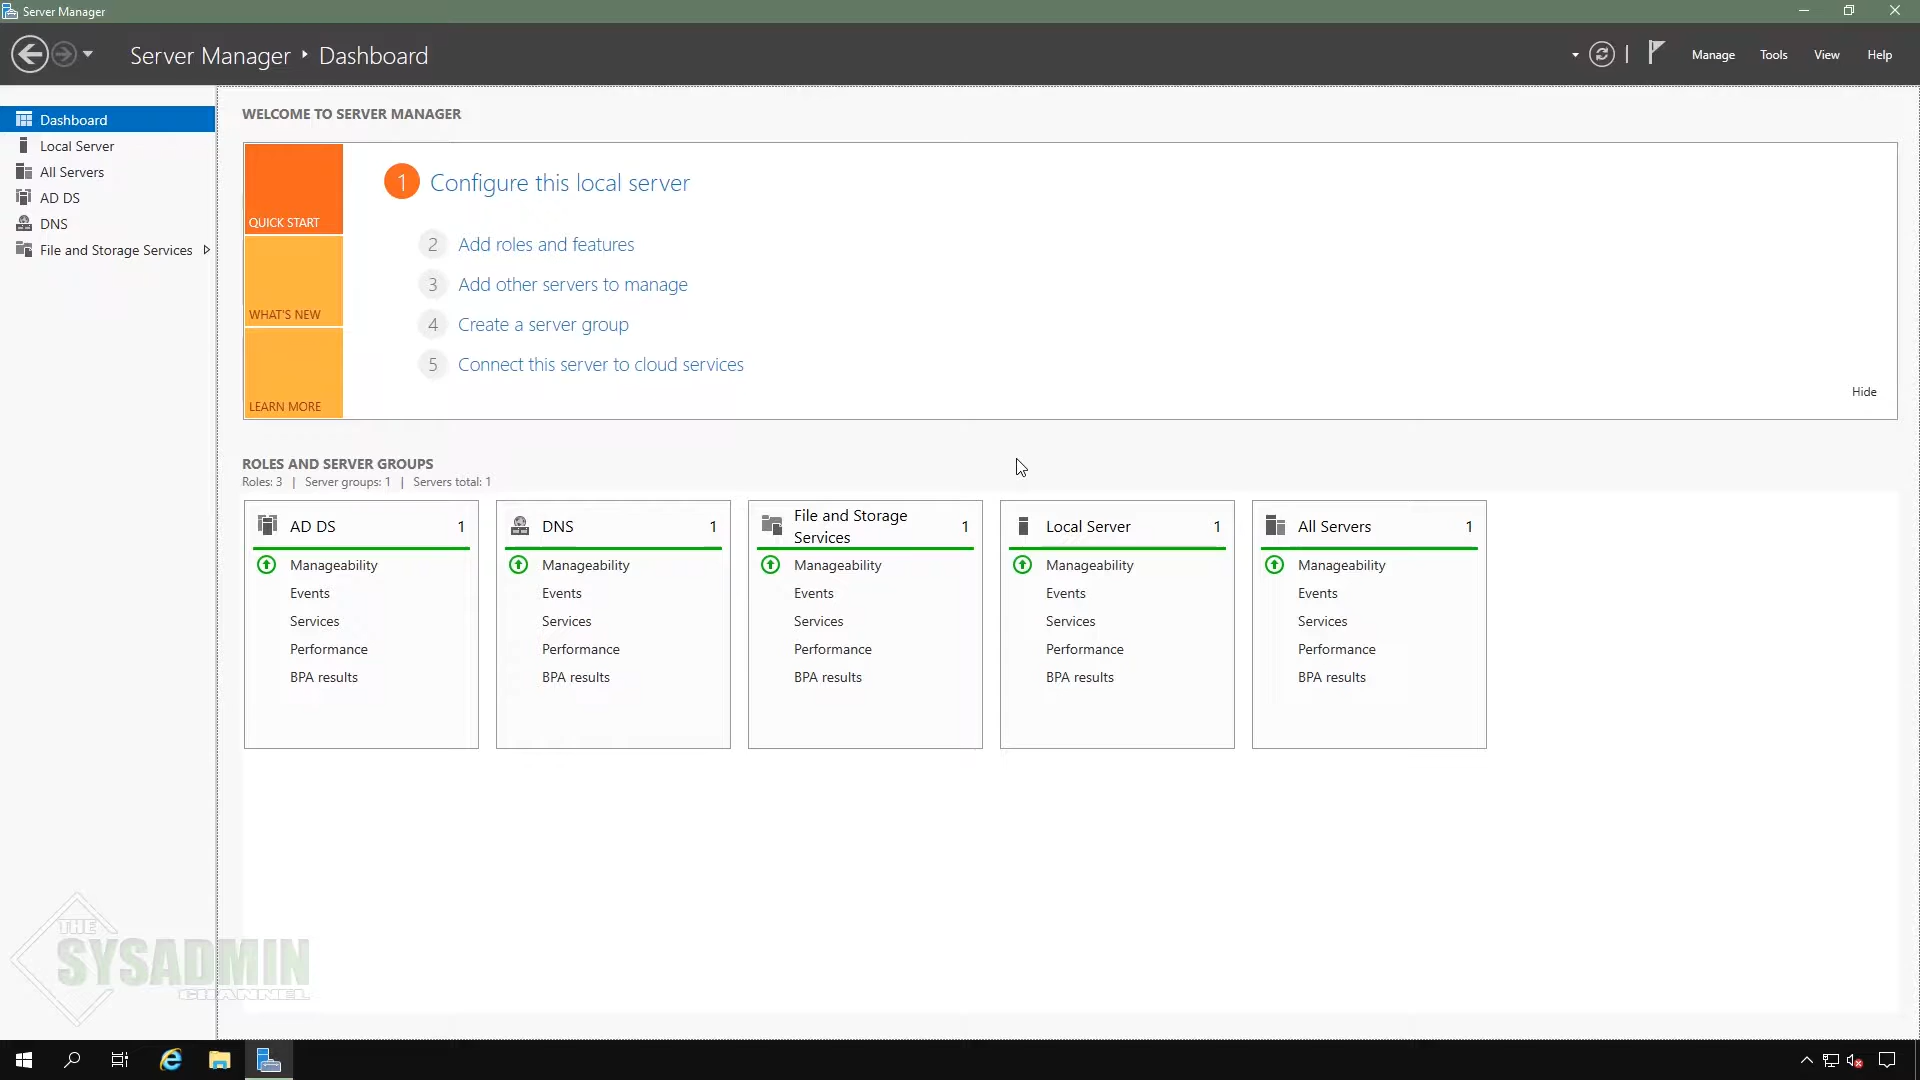 Server Manager
Server Manager
Dashboard
Manage
Tools
View
Help
Dashboard
Local Server
All Servers
AD DS
DNS
File and Storage Services
WELCOME TO SERVER MANAGER
QUICK START
WHAT'S NEW
LEARN MORE
1 Configure this local server
2 Add roles and features
3 Add other servers to manage
4 Create a server group
5 Connect this server to cloud services
Hide
ROLES AND SERVER GROUPS
Roles: 3 | Server groups: 1 | Servers total: 1
AD DS 1
Manageability
Events
Services
Performance
BPA results
DNS 1
Manageability
Events
Services
Performance
BPA results
File and Storage
Services 1
Manageability
Events
Services
Performance
BPA results
Local Server 1
Manageability
Events
Services
Performance
BPA results
All Servers 1
Manageability
Events
Services
Performance
BPA results
THE
SYSADMIN
CHANNEL